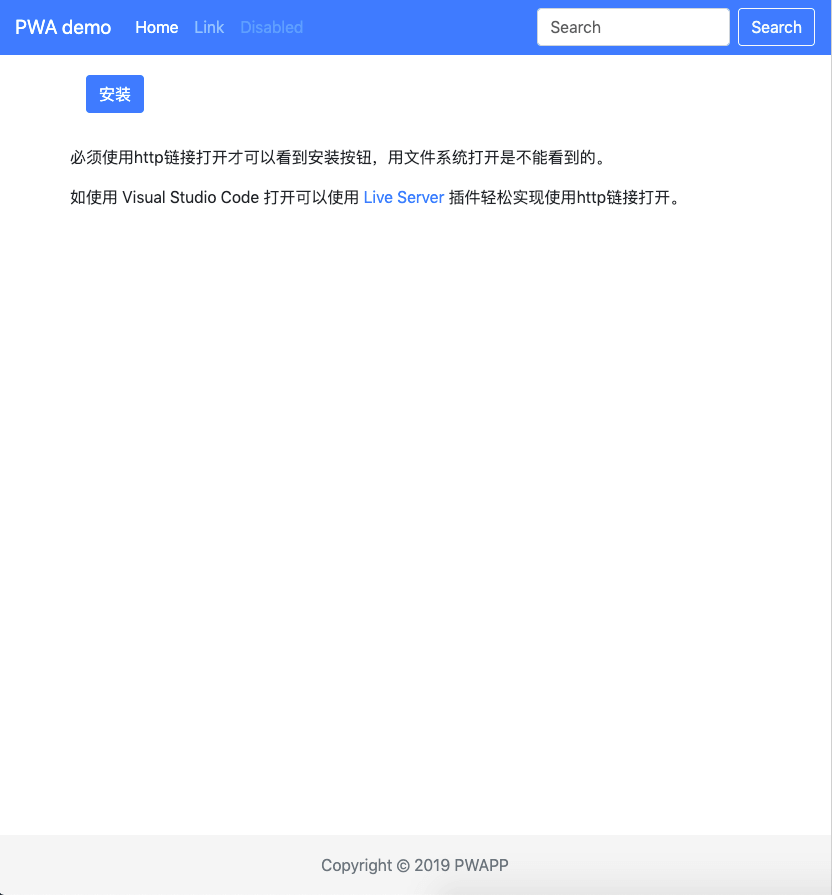 PWA demo Home Link Disabled Search Search
安装
必须使用http链接打开才可以看到安装按钮，用文件系统打开是不能看到的。
如使用 Visual Studio Code 打开可以使用 Live Server 插件轻松实现使用http链接打开。
Copyright © 2019 PWAPP